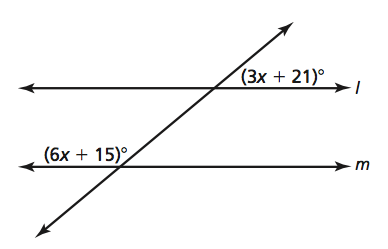 (3x + 21)°
l
(6x + 15)°
m